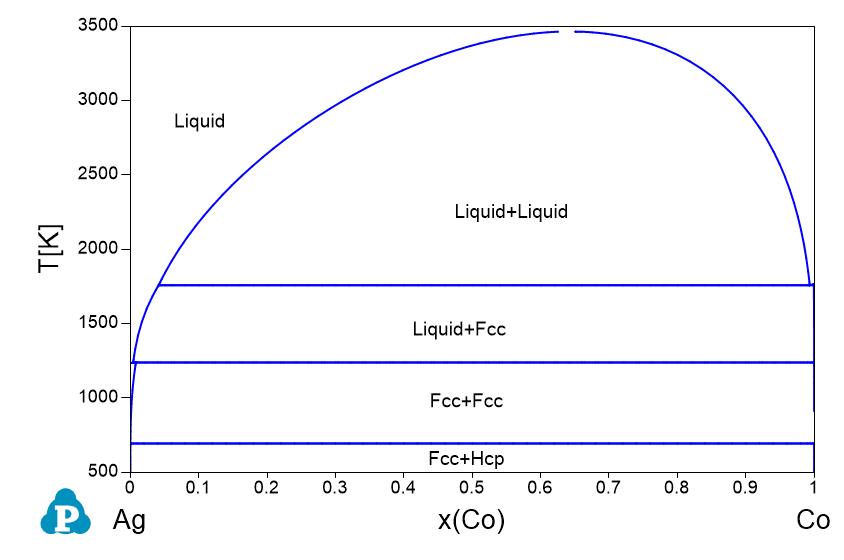 3500
3000
2500
2000
1500
1000
500
T[K]
Liquid
Liquid+Liquid
Liquid+Fcc
Fcc+Fcc
Fcc+Hcp
0 0.1 0.2 0.3 0.4 0.5 0.6 0.7 0.8 0.9 1
P Ag x(Co) Co